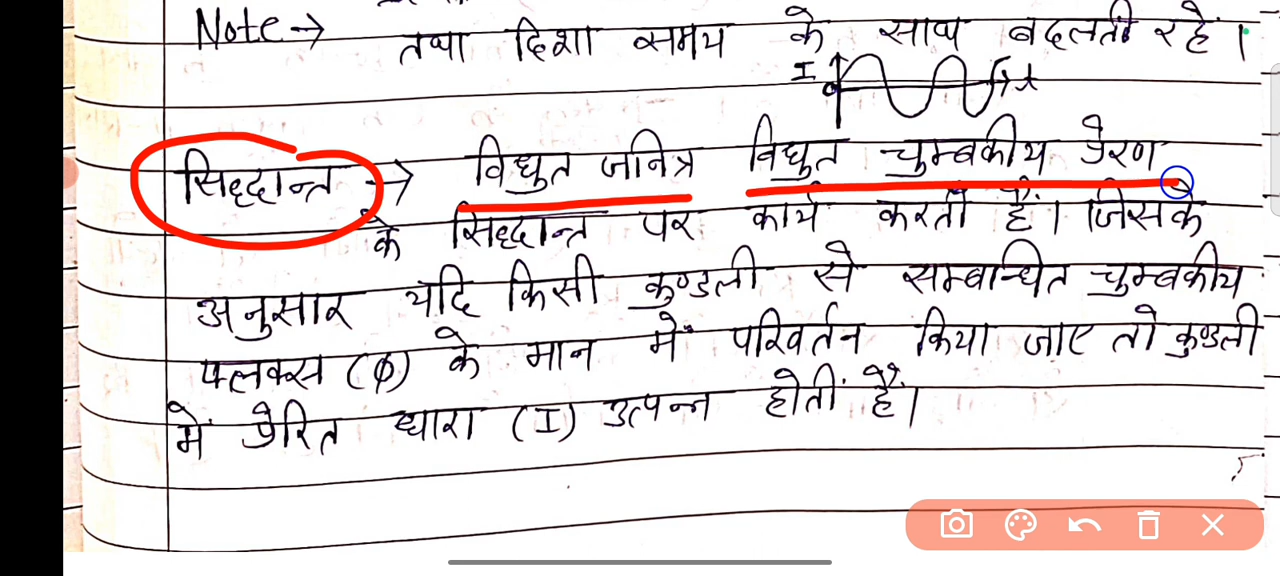 Note→ तथा दिशा समय के साथ बदलती रहे।
I t
सिद्धान्त → विद्युत जनित्र विद्युत चुम्बकीय प्रेरण
के सिद्धान्त पर कार्य करती हैं। जिसके
अनुसार यदि किसी कुण्डली से सम्बन्धित चुम्बकीय
फ्लक्स (ϕ) के मान में परिवर्तन किया जाए तो कुण्डली
में प्रेरित धारा (I) उत्पन्न होतीं हैं।